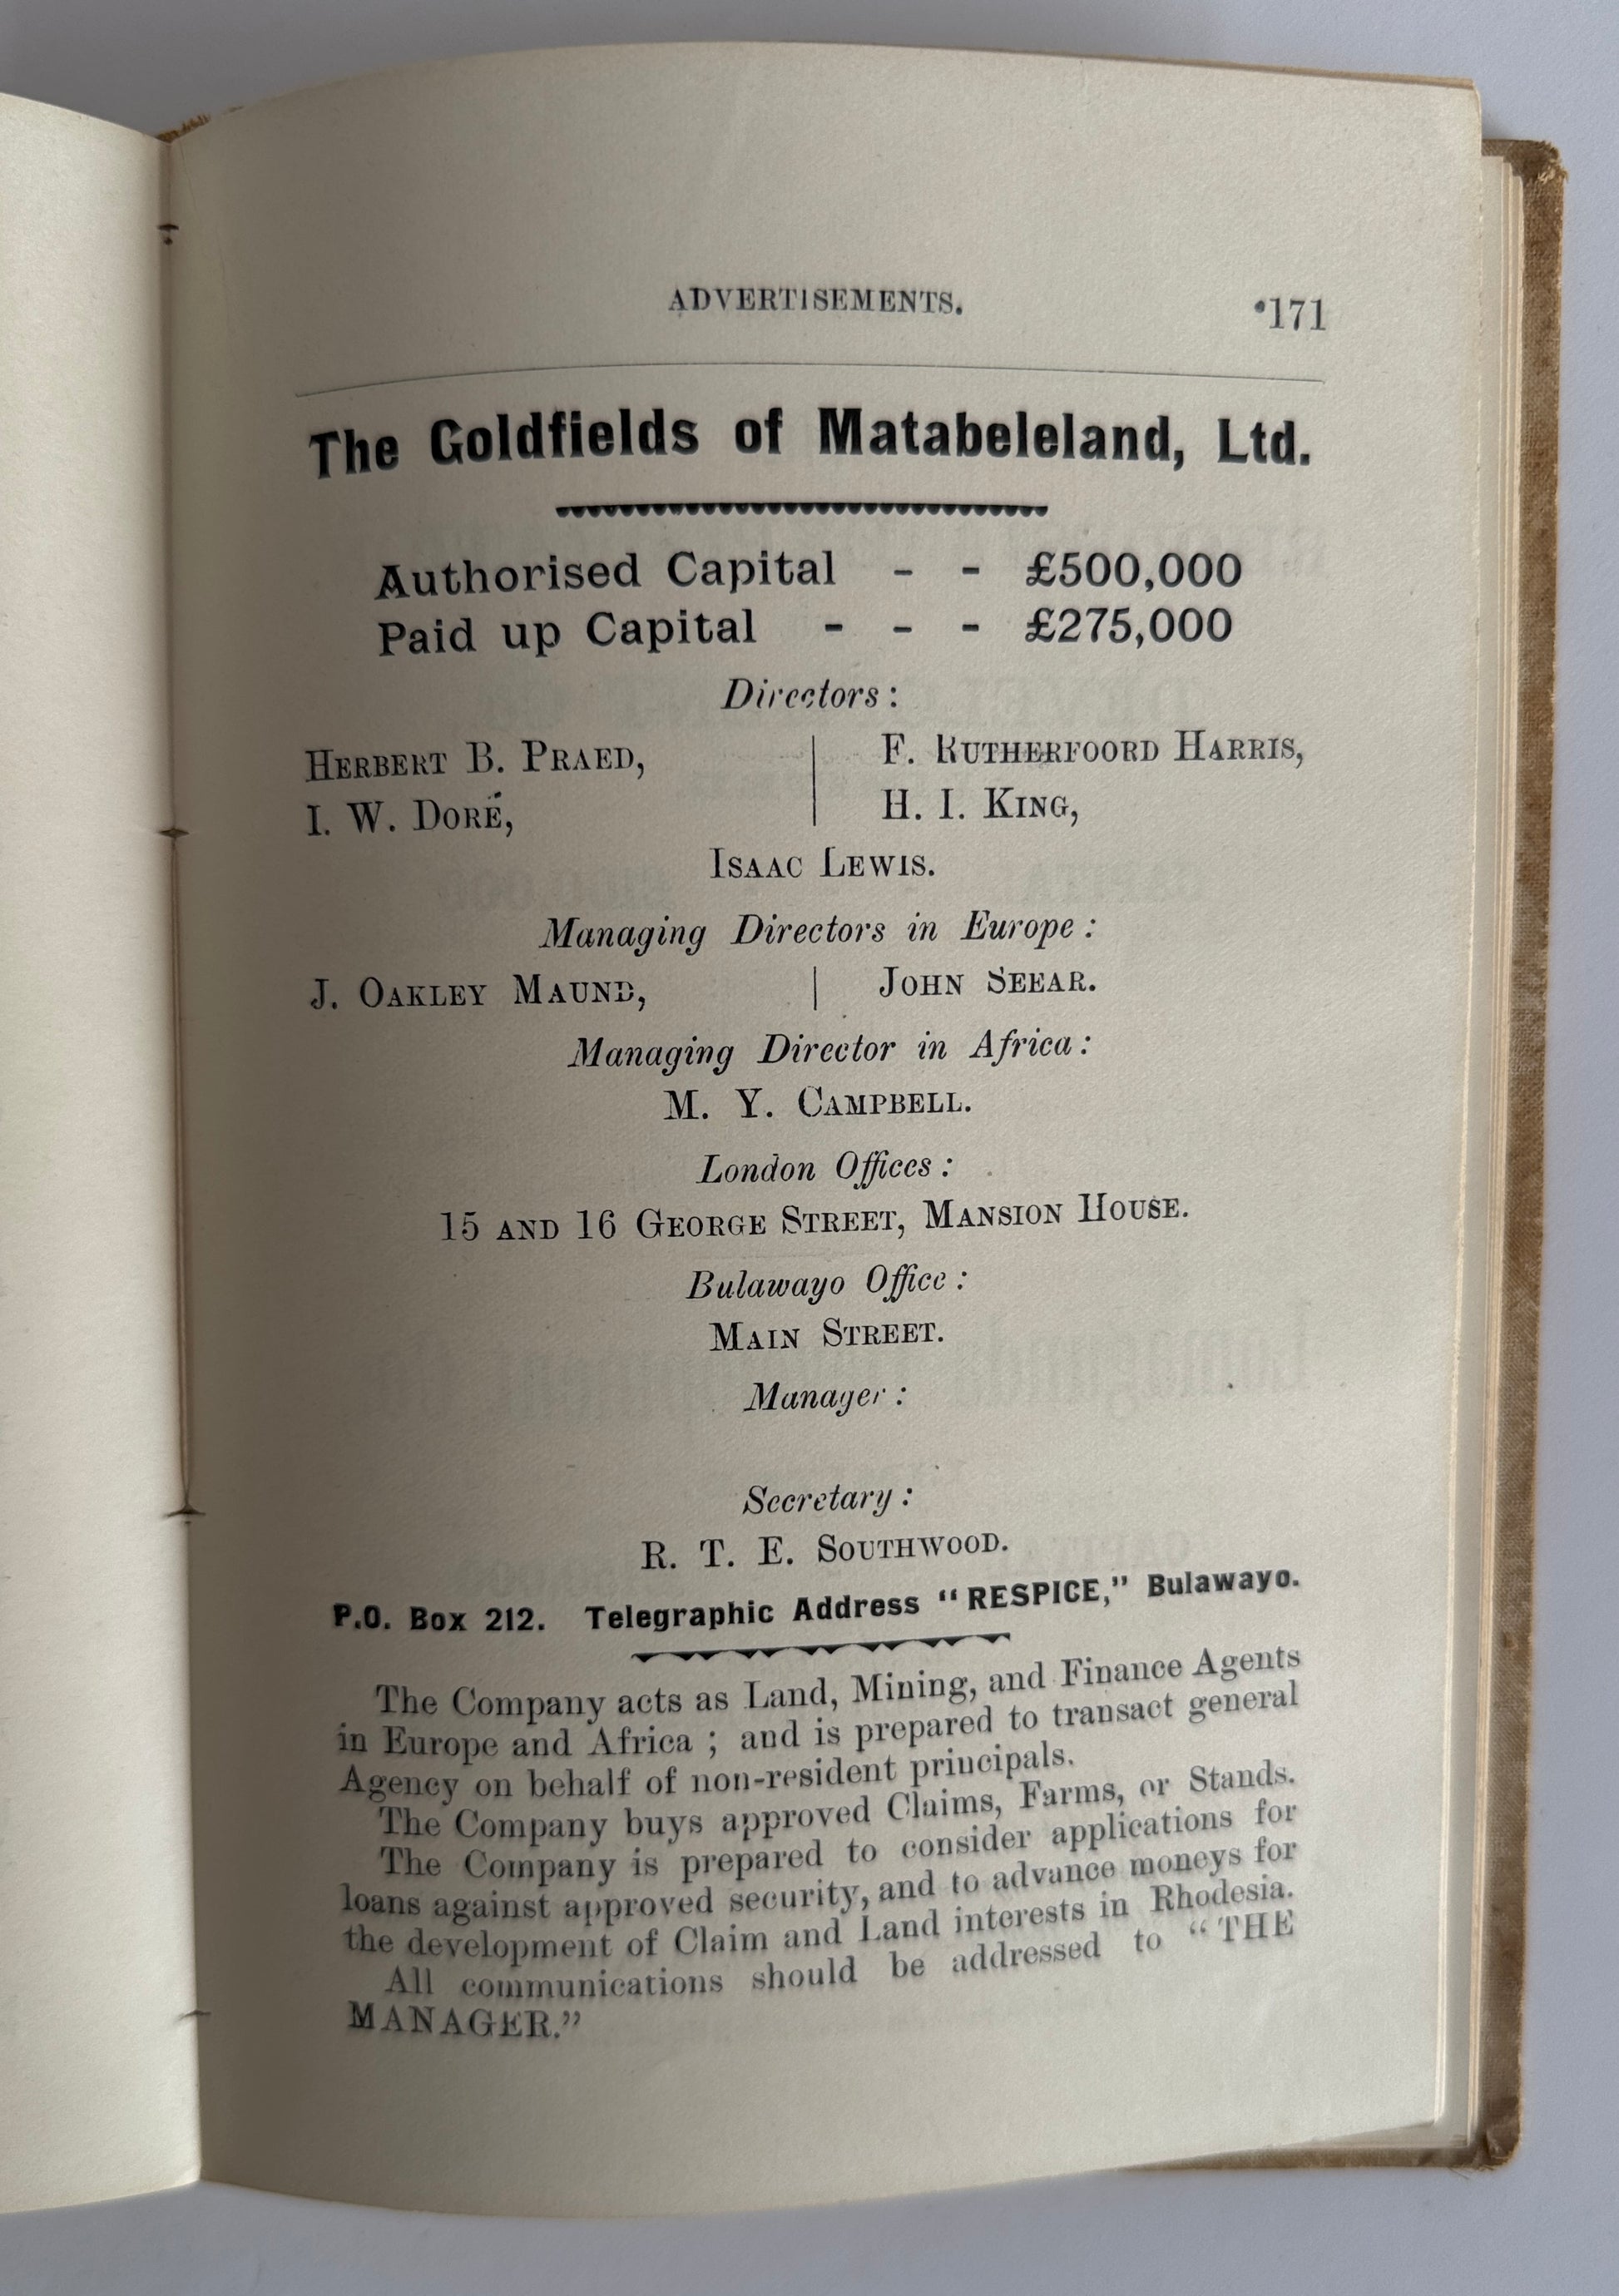 ADVERTISEMENTS. 171
The Goldfields of Matabeleland, Ltd.
Authorised Capital - - £500,000
Paid up Capital - - - £275,000
Directors:
HERBERT B. PRAED, F. RUTHERFOORD HARRIS,
I. W. DORÉ, H. I. KING,
ISAAC LEWIS.
Managing Directors in Europe:
J. OAKLEY MAUND, JOHN SEEAR.
Managing Director in Africa:
M. Y. CAMPBELL.
London Offices:
15 AND 16 GEORGE STREET, MANSION HOUSE.
Bulawayo Office:
MAIN STREET.
Manager:
Secretary:
R. T. E. SOUTHWOOD.
P.O. Box 212. Telegraphic Address "RESPICE," Bulawayo.
The Company acts as Land, Mining, and Finance Agents
in Europe and Africa ; and is prepared to transact general
Agency on behalf of non-resident principals.
The Company buys approved Claims, Farms, or Stands.
The Company is prepared to consider applications for
loans against approved security, and to advance moneys for
the development of Claim and Land interests in Rhodesia.
All communications should be addressed to "THE
MANAGER."